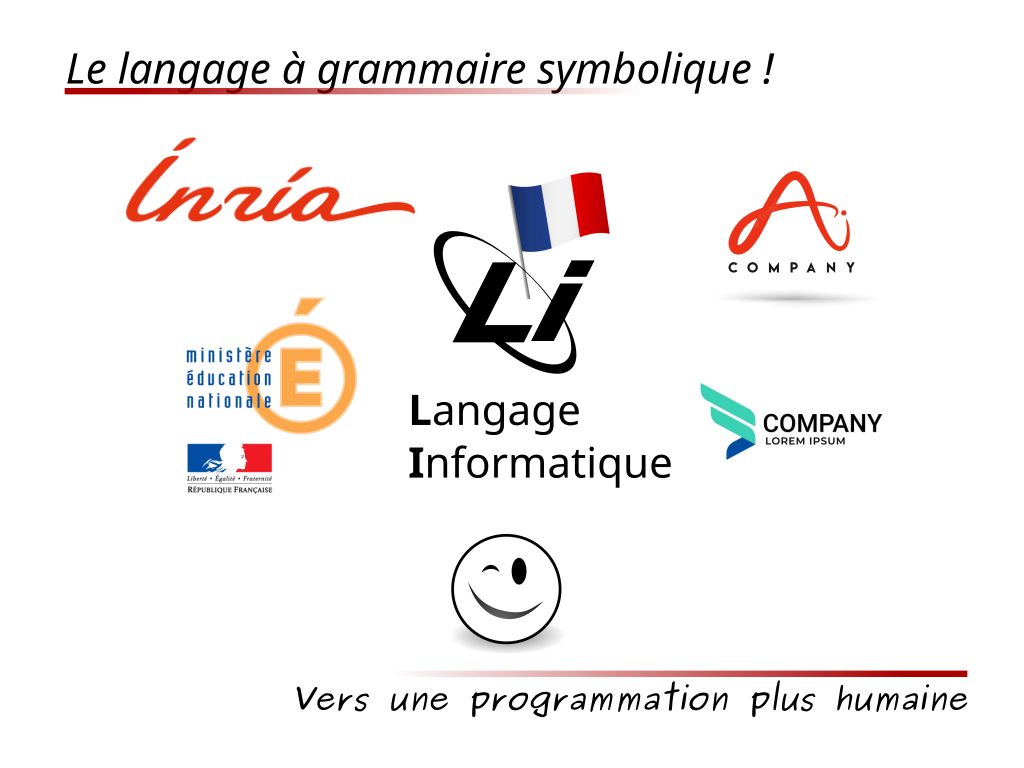 Le langage à grammaire symbolique !
Inria
Li
A
COMPANY
ministère
éducation
nationale
É
Liberté • Égalité • Fraternité
RÉPUBLIQUE FRANÇAISE
Langage
Informatique
COMPANY
LOREM IPSUM
Vers une programmation plus humaine